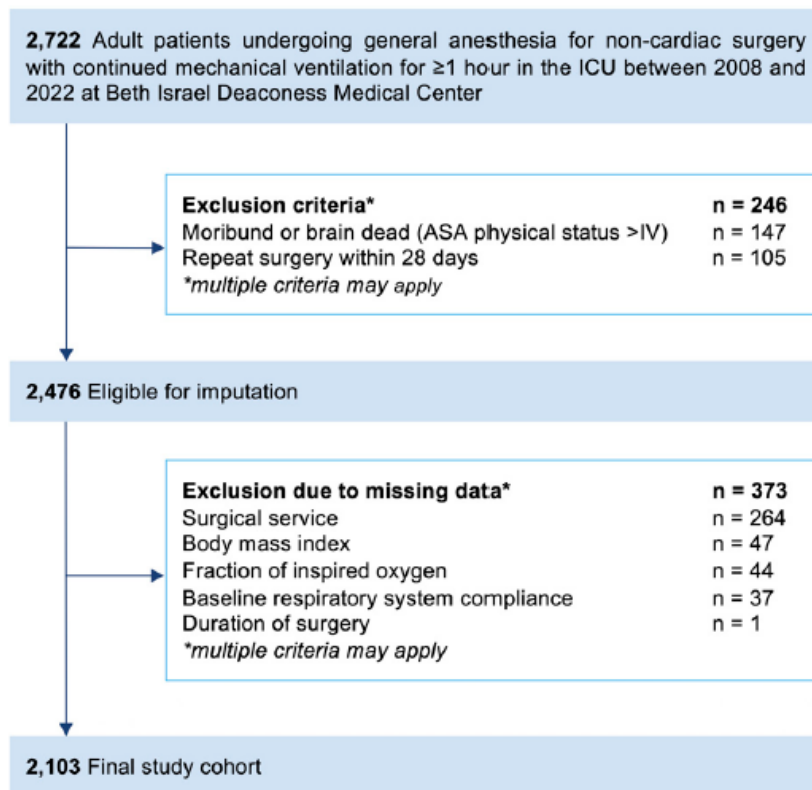 2,722 Adult patients undergoing general anesthesia for non-cardiac surgery
with continued mechanical ventilation for ≥1 hour in the ICU between 2008 and
2022 at Beth Israel Deaconess Medical Center
Exclusion criteria* n = 246
Moribund or brain dead (ASA physical status >IV) n = 147
Repeat surgery within 28 days n = 105
*multiple criteria may apply
2,476 Eligible for imputation
Exclusion due to missing data* n = 373
Surgical service n = 264
Body mass index n = 47
Fraction of inspired oxygen n = 44
Baseline respiratory system compliance n = 37
Duration of surgery n = 1
*multiple criteria may apply
2,103 Final study cohort